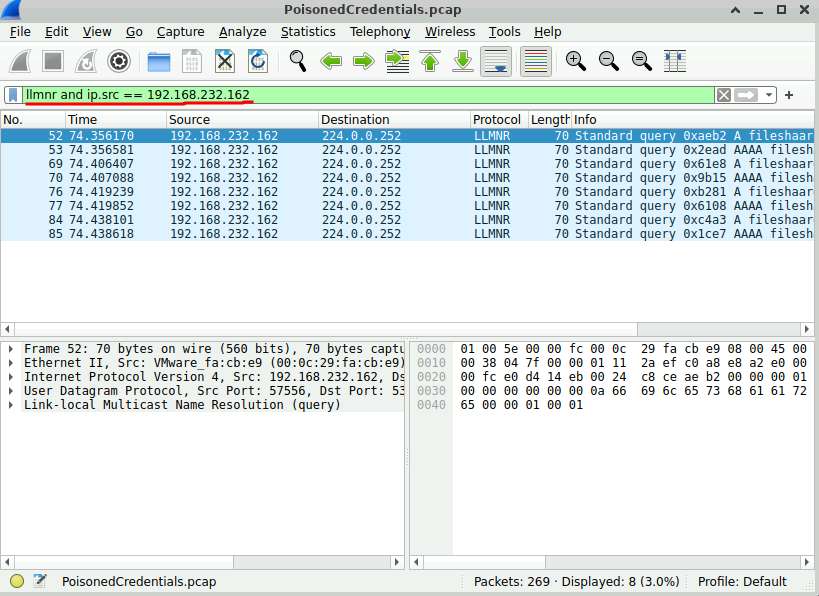 PoisonedCredentials.pcap
File Edit View Go Capture Analyze Statistics Telephony Wireless Tools Help
llmnr and ip.src == 192.168.232.162
No. Time Source Destination Protocol Length Info
52 74.356170 192.168.232.162 224.0.0.252 LLMNR 70 Standard query 0xaeb2 A fileshaar
53 74.356581 192.168.232.162 224.0.0.252 LLMNR 70 Standard query 0x2ead AAAA filesh
69 74.406407 192.168.232.162 224.0.0.252 LLMNR 70 Standard query 0x61e8 A fileshaar
70 74.407088 192.168.232.162 224.0.0.252 LLMNR 70 Standard query 0x9b15 AAAA filesh
76 74.419239 192.168.232.162 224.0.0.252 LLMNR 70 Standard query 0xb281 A fileshaar
77 74.419852 192.168.232.162 224.0.0.252 LLMNR 70 Standard query 0x6108 AAAA filesh
84 74.438101 192.168.232.162 224.0.0.252 LLMNR 70 Standard query 0xc4a3 A fileshaar
85 74.438618 192.168.232.162 224.0.0.252 LLMNR 70 Standard query 0x1ce7 AAAA filesh
Frame 52: 70 bytes on wire (560 bits), 70 bytes captu
Ethernet II, Src: VMware_fa:cb:e9 (00:0c:29:fa:cb:e9)
Internet Protocol Version 4, Src: 192.168.232.162, Ds
User Datagram Protocol, Src Port: 57556, Dst Port: 53
Link-local Multicast Name Resolution (query)
0000 01 00 5e 00 00 fc 00 0c 29 fa cb e9 08 00 45 00
0010 00 38 04 7f 00 00 01 11 2a ef c0 a8 e8 a2 e0 00
0020 00 fc e0 d4 14 eb 00 24 c8 ce ae b2 00 00 00 01
0030 00 00 00 00 00 00 0a 66 69 6c 65 73 68 61 61 72
0040 65 00 00 01 00 01
PoisonedCredentials.pcap
Packets: 269 · Displayed: 8 (3.0%)
Profile: Default